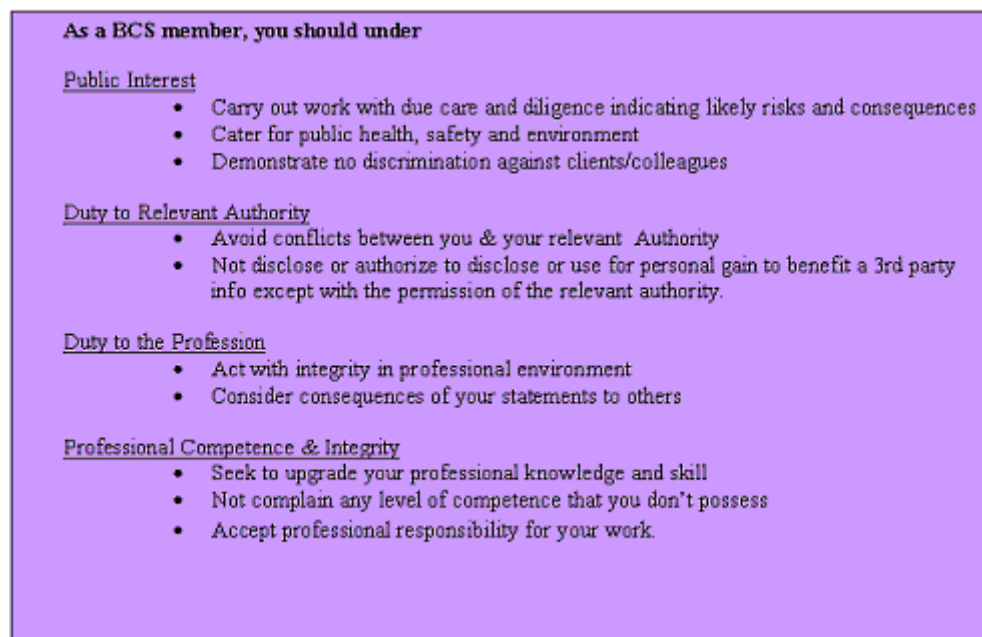 As a BCS member, you should under
Public Interest
• Carry out work with due care and diligence indicating likely risks and consequences
• Cater for public health, safety and environment
• Demonstrate no discrimination against clients/colleagues
Duty to Relevant Authority
• Avoid conflicts between you & your relevant Authority
• Not disclose or authorize to disclose or use for personal gain to benefit a 3rd party
info except with the permission of the relevant authority.
Duty to the Profession
• Act with integrity in professional environment
• Consider consequences of your statements to others
Professional Competence & Integrity
• Seek to upgrade your professional knowledge and skill
• Not complain any level of competence that you don't possess
• Accept professional responsibility for your work.